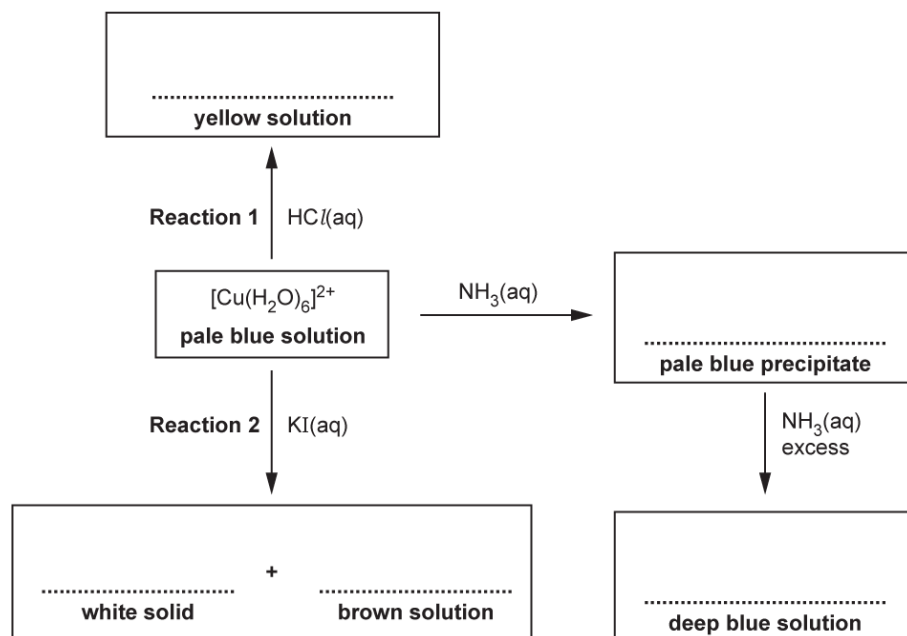 yellow solution
Reaction 1 HCl(aq)
[Cu(H₂O)₆]²⁺
pale blue solution
NH₃(aq)
pale blue precipitate
Reaction 2 KI(aq)
NH₃(aq)
excess
+
white solid
brown solution
deep blue solution